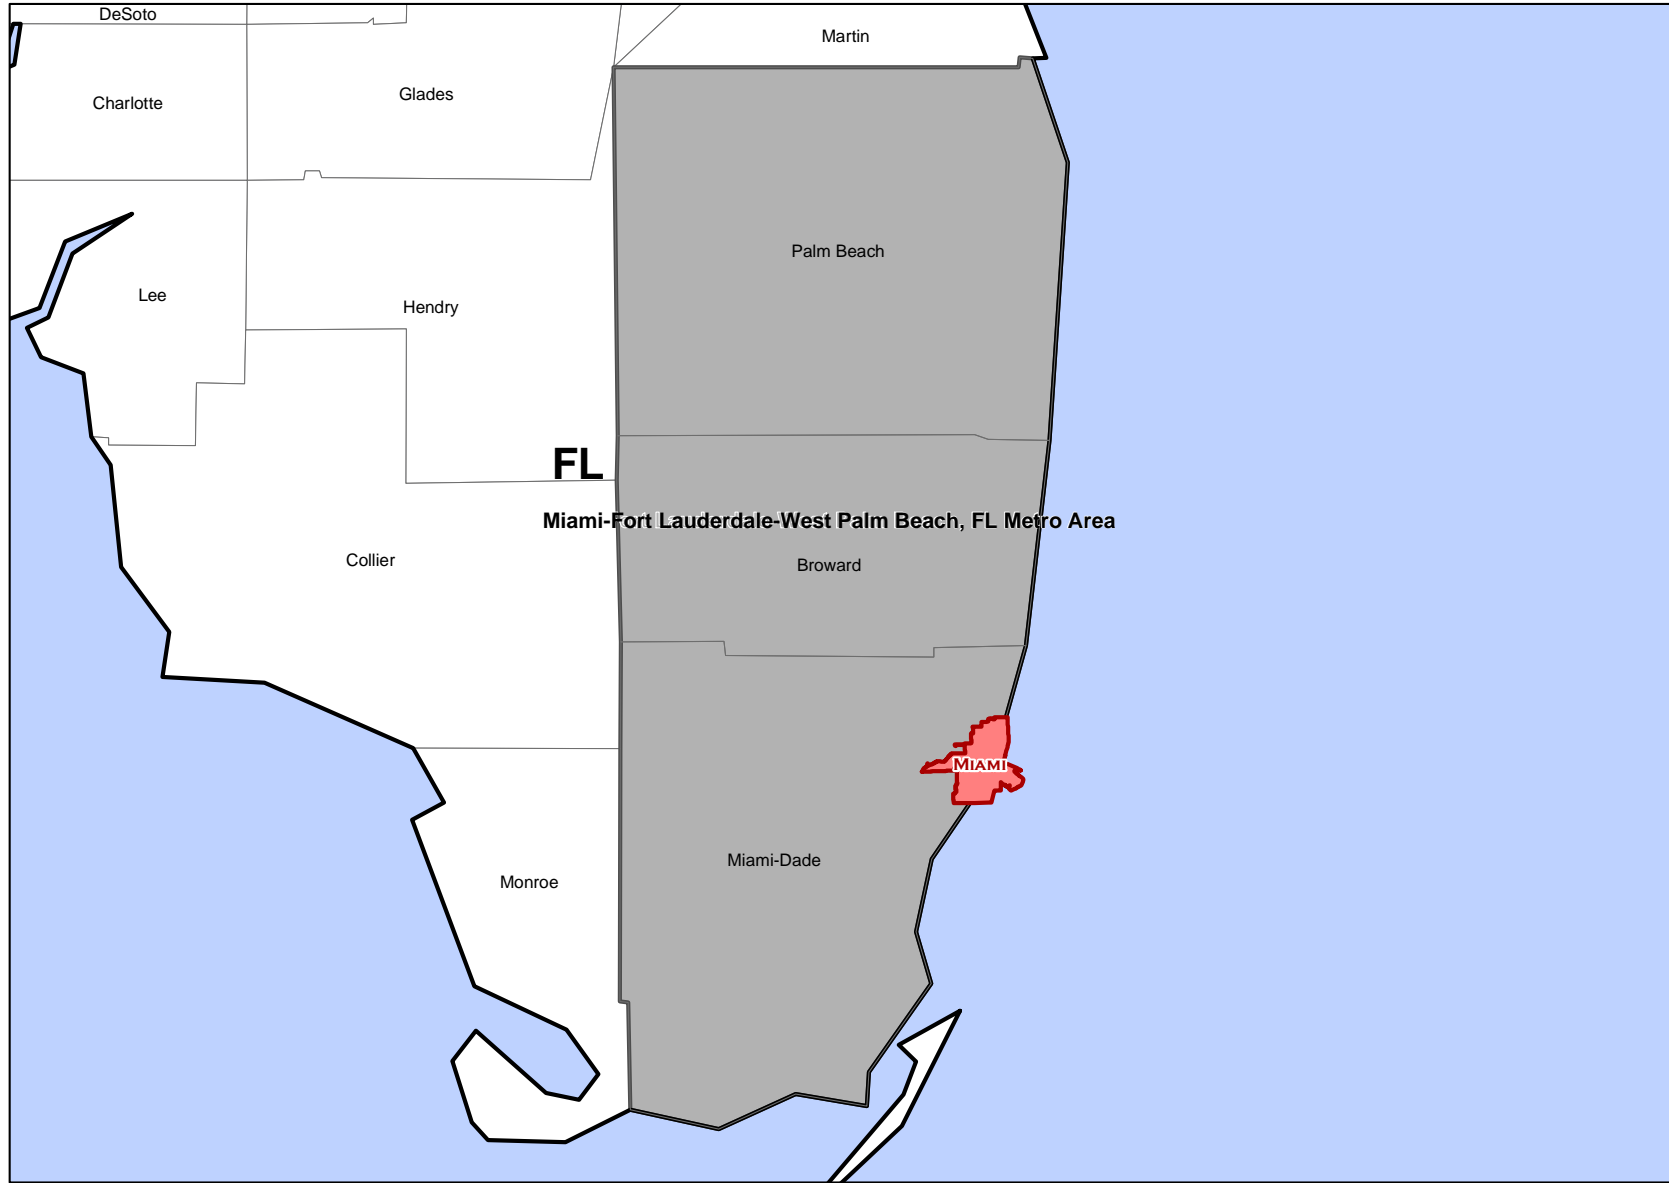 DeSoto
Martin
Charlotte
Glades
Palm Beach
Lee
Hendry
FL
Miami-Fort Lauderdale-West Palm Beach, FL Metro Area
Collier
Broward
MIAMI
Miami-Dade
Monroe